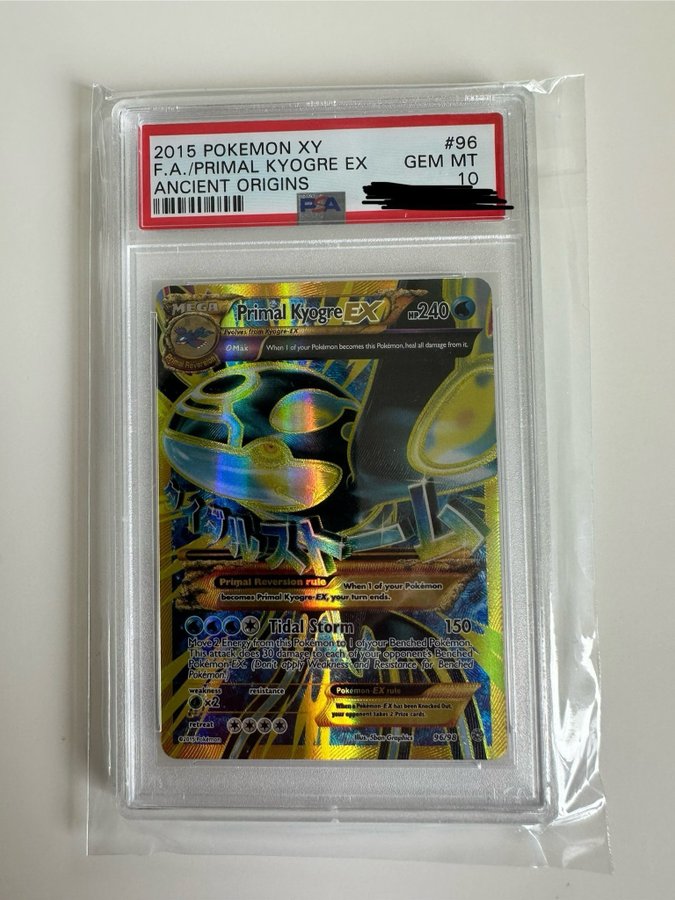 2015 POKEMON XY #96
F.A./PRIMAL KYOGRE EX GEM MT
ANCIENT ORIGINS 10
PSA
MEGA Primal Kyogre EX HP240
Evolves from Kyogre-EX
Primal Reversion
Ω Max When 1 of your Pokémon becomes this Pokémon, heal all damage from it.
タイダルストーム
Primal Reversion rule When 1 of your Pokémon
becomes Primal Kyogre-EX, your turn ends.
Tidal Storm 150
Move 2 Energy from this Pokémon to 1 of your Benched Pokémon.
This attack does 30 damage to each of your opponent's Benched
Pokémon-EX. (Don't apply Weakness and Resistance for Benched
Pokémon.)
weakness resistance
×2
Pokémon-EX rule
When a Pokémon-EX has been Knocked Out,
your opponent takes 2 Prize cards.
retreat
©2015 Pokémon
Illus. 5ban Graphics 96/98